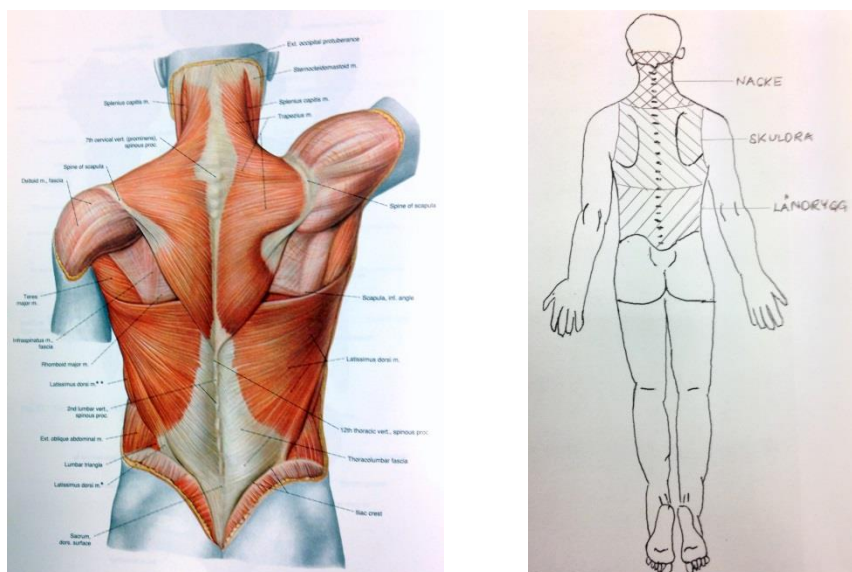 Ext. occipital protuberance
Sternocleidomastoid m.
Splenius capitis m.
Splenius capitis m.
Trapezius m.
7th cervical vert. (prominens),
spinous proc.
Spine of scapula
Deltoid m., fascia
Spine of scapula
Teres
major m.
Scapula, inf. angle
Infraspinatus m.,
fascia
Rhomboid major m.
Latissimus dorsi m.
Latissimus dorsi m.**
2nd lumbar vert.,
spinous proc.
12th thoracic vert., spinous proc.
Ext. oblique abdominal m.
Thoracolumbar fascia
Lumbar triangle
Latissimus dorsi m.*
Iliac crest
Sacrum,
dors. surface
NACKE
SKULDRA
LÄNDRYGG